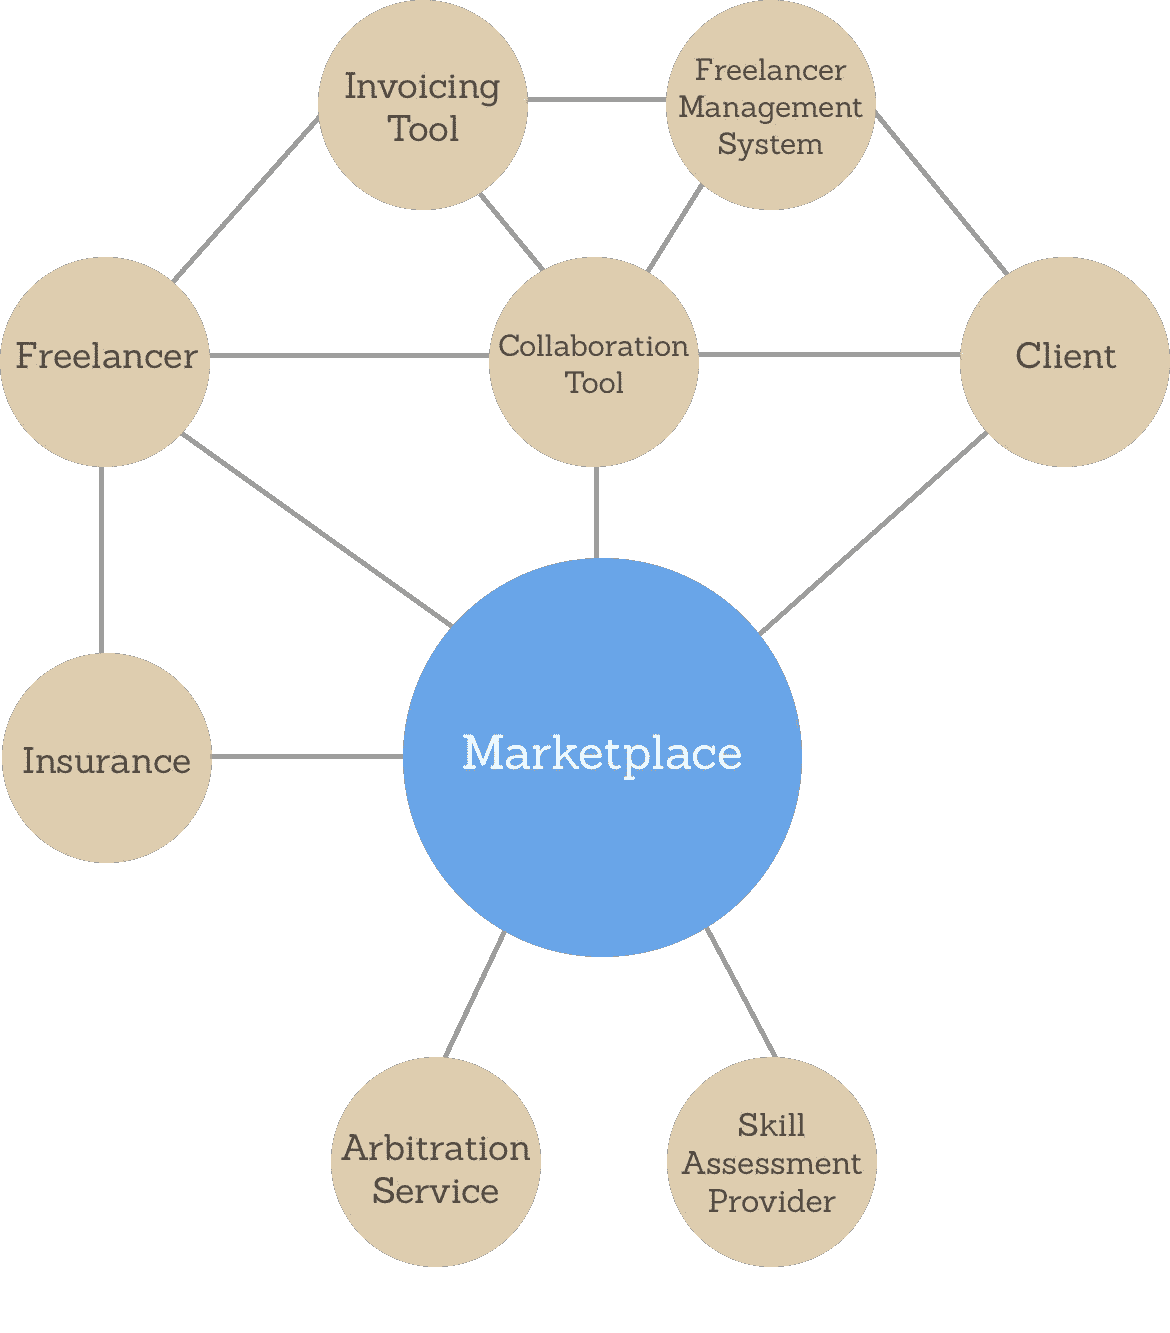 Invoicing
Tool
Freelancer
Management
System
Freelancer
Collaboration
Tool
Client
Insurance
Marketplace
Arbitration
Service
Skill
Assessment
Provider